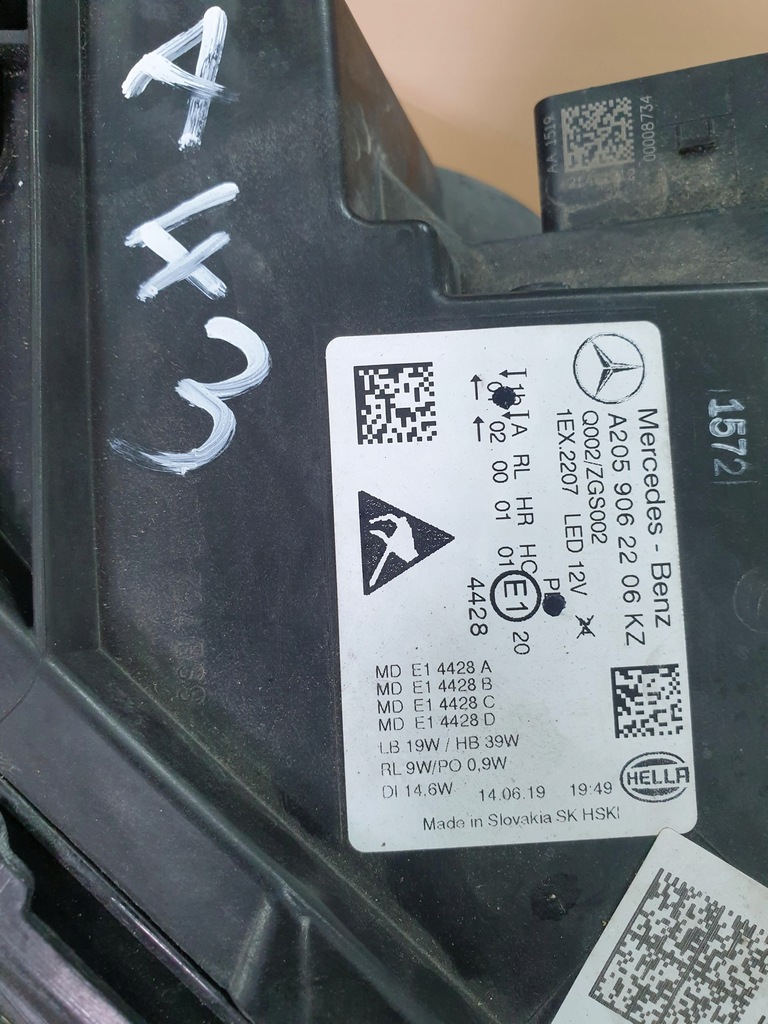 A
H
3
AA 1519
00008734
1572
Mercedes - Benz
A205 906 22 06 KZ
Q002/ZGS002
1EX.2207 LED 12V
A RL HR HC
02 00 01 01
E1
20
4428
MD E1 4428 A
MD E1 4428 B
MD E1 4428 C
MD E1 4428 D
LB 19W / HB 39W
RL 9W/PO 0,9W
DI 14,6W 14.06.19 19:49
HELLA
Made in Slovakia SK HSKI